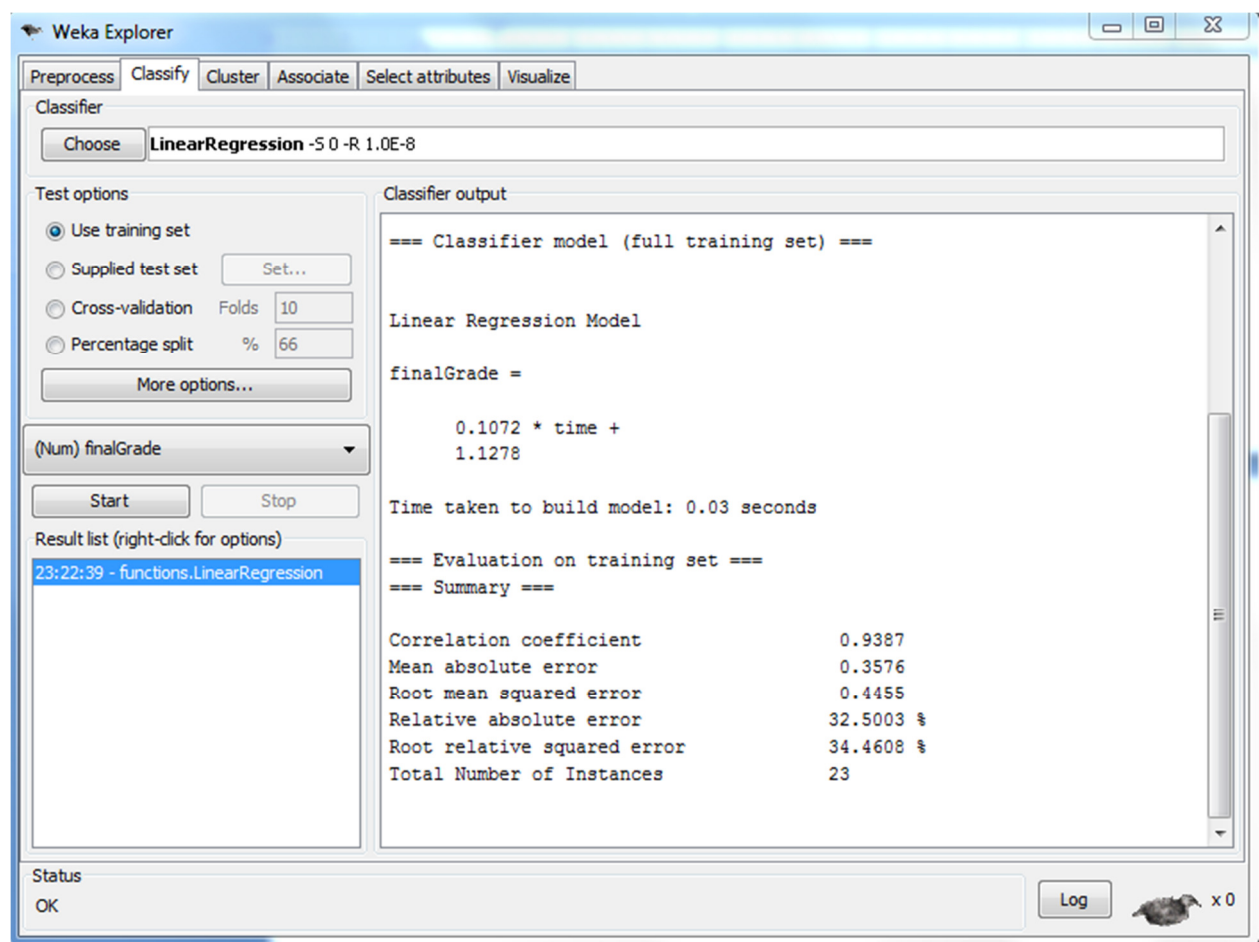 Weka Explorer
Preprocess Classify Cluster Associate Select attributes Visualize
Classifier
Choose LinearRegression -S 0 -R 1.0E-8
Test options
Use training set
Supplied test set Set...
Cross-validation Folds 10
Percentage split % 66
More options...
(Num) finalGrade
Start Stop
Result list (right-click for options)
23:22:39 - functions.LinearRegression
Classifier output
=== Classifier model (full training set) ===
Linear Regression Model
finalGrade =
0.1072 * time +
1.1278
Time taken to build model: 0.03 seconds
=== Evaluation on training set ===
=== Summary ===
Correlation coefficient 0.9387
Mean absolute error 0.3576
Root mean squared error 0.4455
Relative absolute error 32.5003 %
Root relative squared error 34.4608 %
Total Number of Instances 23
Status
OK
Log x 0